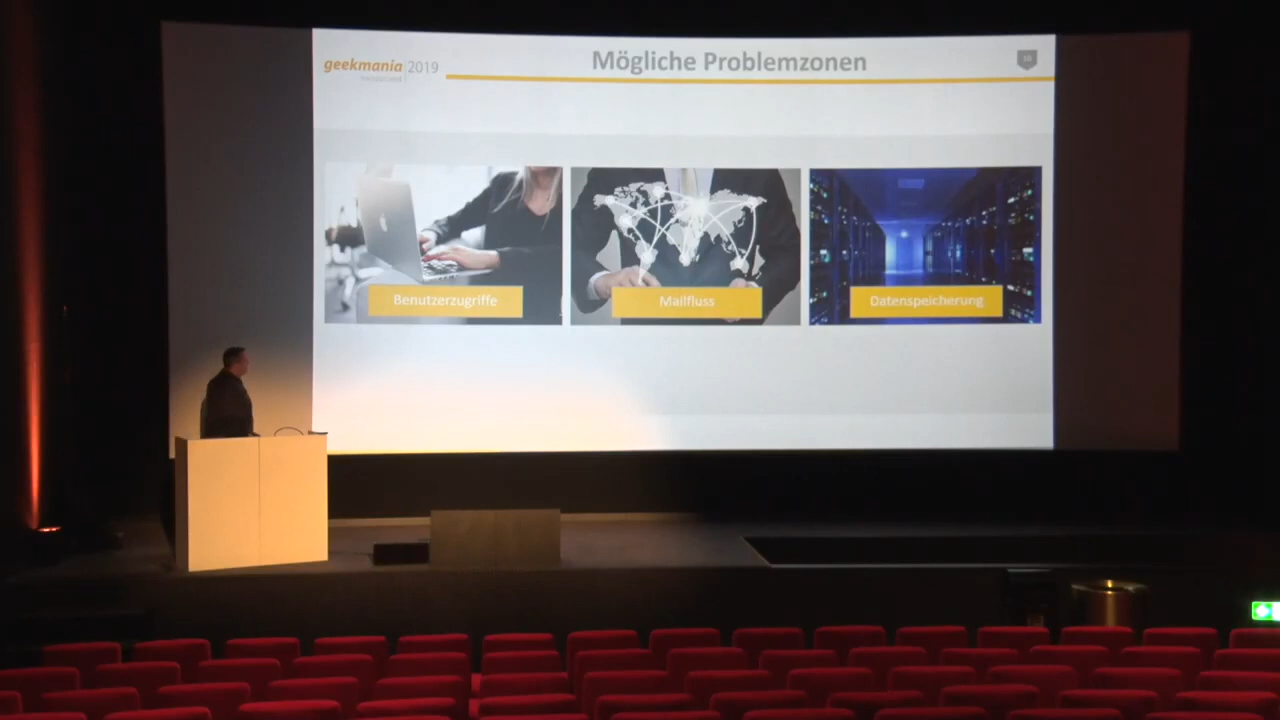 geekmania 2019
Mögliche Problemzonen
Benutzerzugriffe
Mailfluss
Datenspeicherung